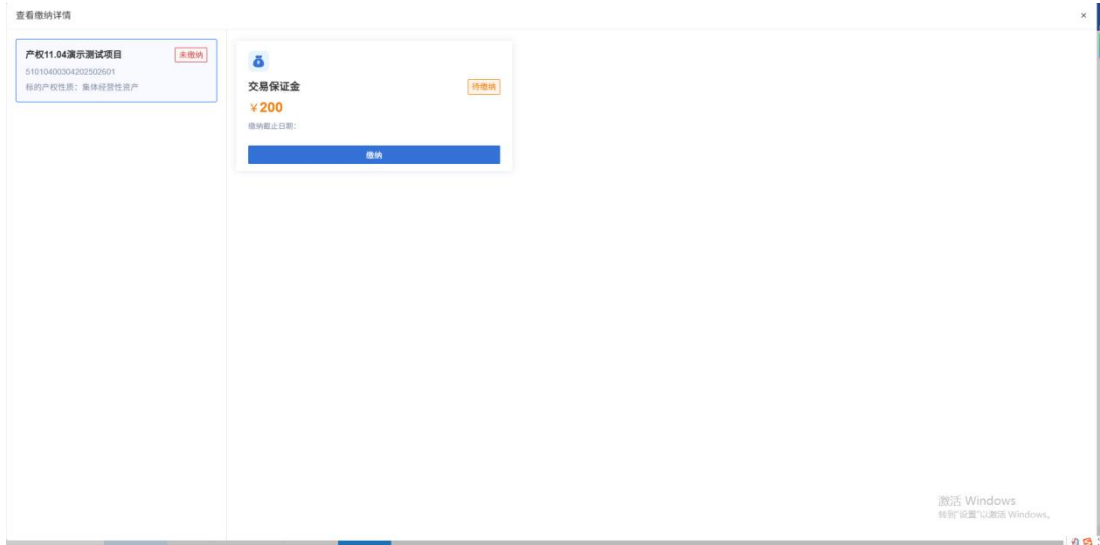 查看缴纳详情
×
产权11.04演示测试项目
未缴纳
51010400304202502601
标的产权性质：集体经营性资产
交易保证金
待缴纳
¥200
缴纳截止日期：
缴纳
激活 Windows
转到"设置"以激活 Windows。